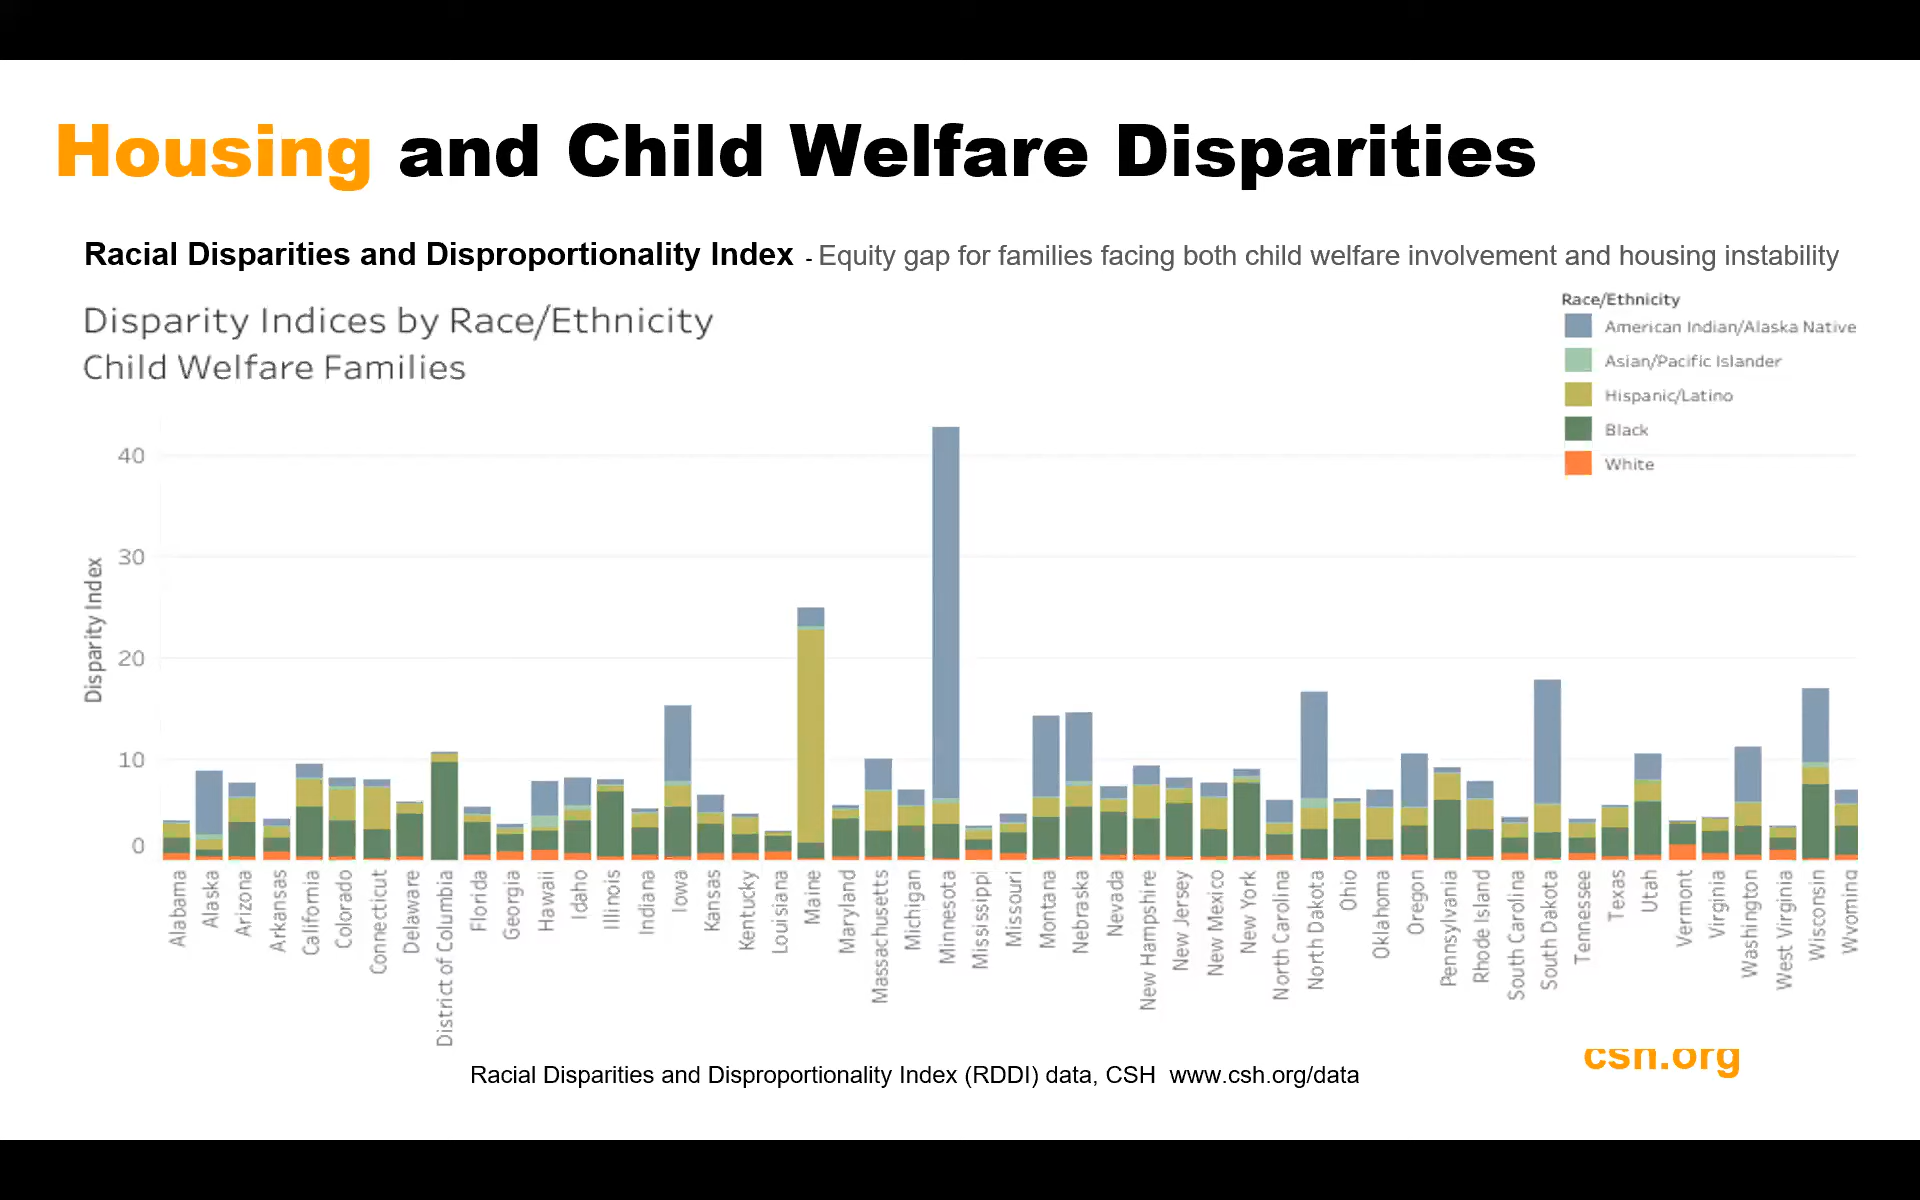 Housing and Child Welfare Disparities
Racial Disparities and Disproportionality Index - Equity gap for families facing both child welfare involvement and housing instability
Disparity Indices by Race/Ethnicity
Child Welfare Families
Race/Ethnicity
American Indian/Alaska Native
Asian/Pacific Islander
Hispanic/Latino
Black
White
Disparity Index
40
30
20
10
0
Alabama
Alaska
Arizona
Arkansas
California
Colorado
Connecticut
Delaware
District of Columbia
Florida
Georgia
Hawaii
Idaho
Illinois
Indiana
Iowa
Kansas
Kentucky
Louisiana
Maine
Maryland
Massachusetts
Michigan
Minnesota
Mississippi
Missouri
Montana
Nebraska
Nevada
New Hampshire
New Jersey
New Mexico
New York
North Carolina
North Dakota
Ohio
Oklahoma
Oregon
Pennsylvania
Rhode Island
South Carolina
South Dakota
Tennessee
Texas
Utah
Vermont
Virginia
Washington
West Virginia
Wisconsin
Wyoming
csh.org
Racial Disparities and Disproportionality Index (RDDI) data, CSH www.csh.org/data